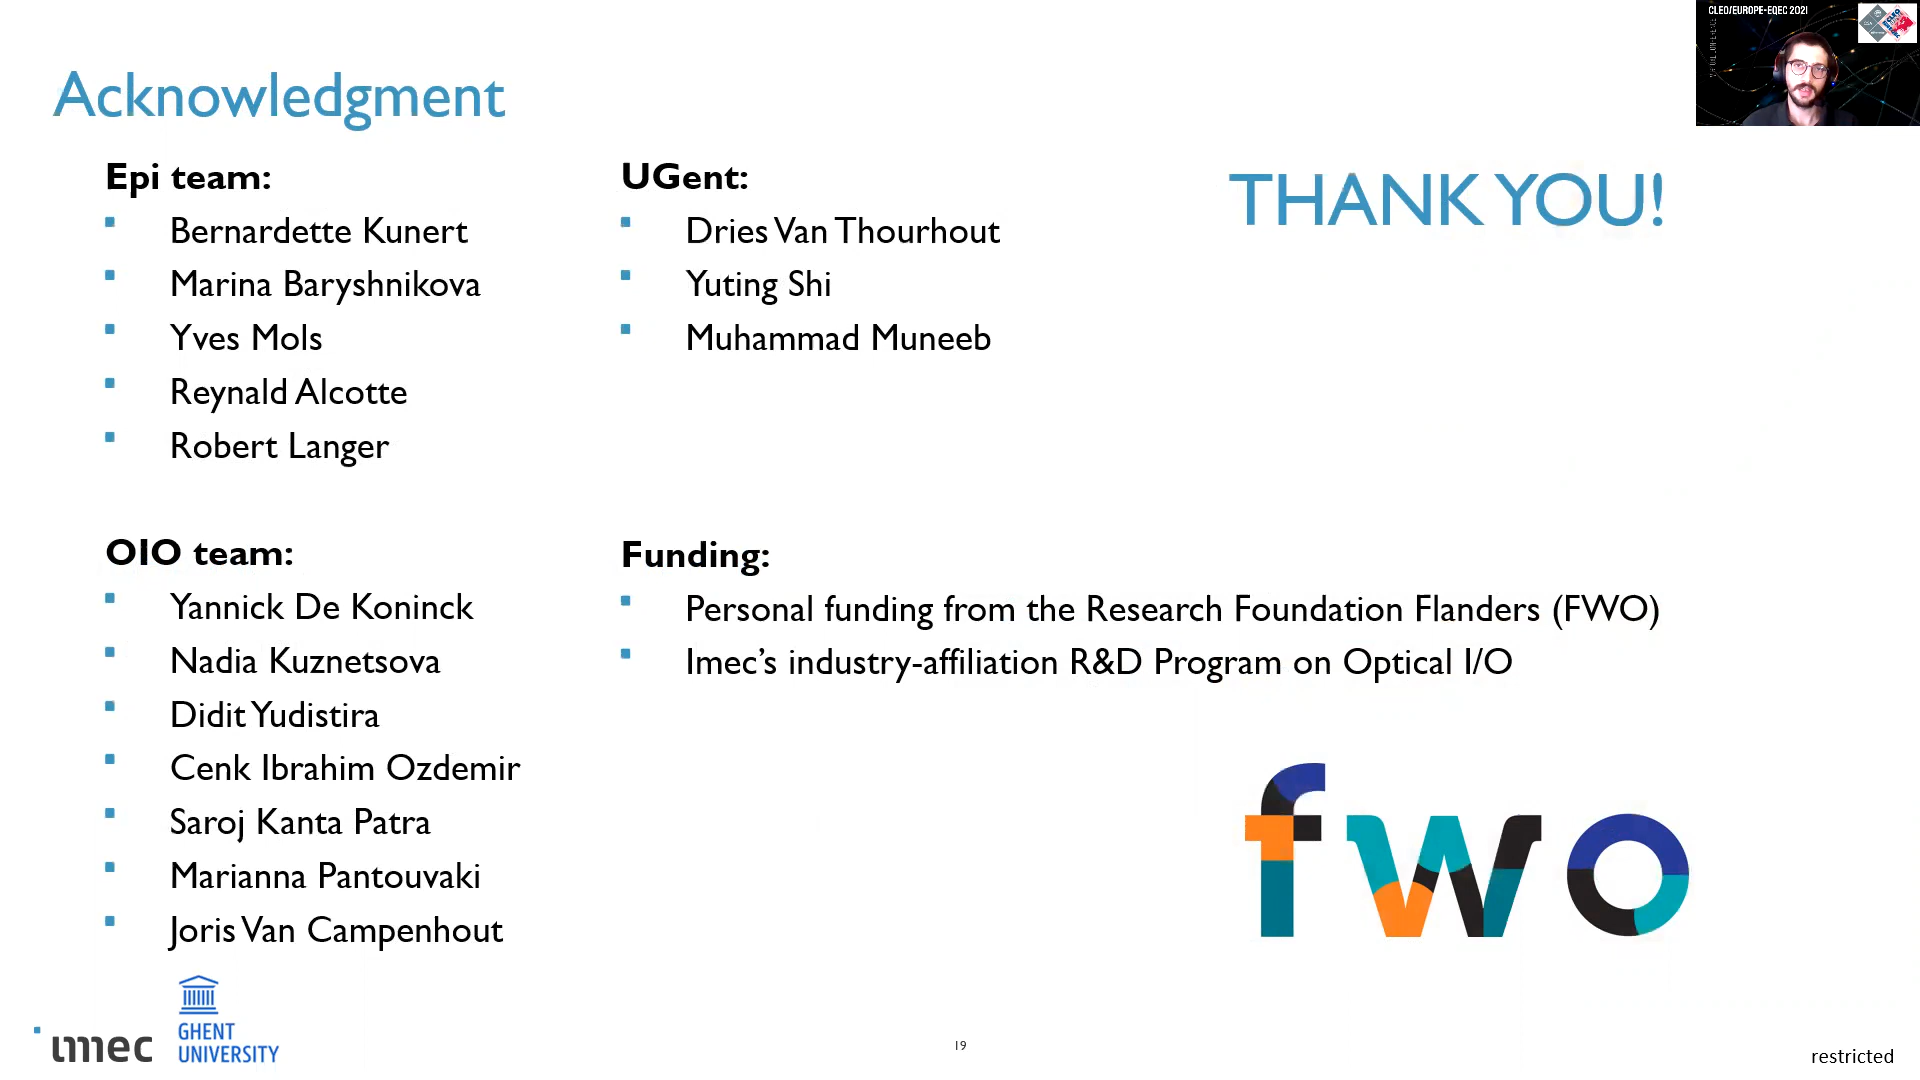 CLEO/EUROPE-EQEC 2021
Acknowledgment
Epi team:
Bernardette Kunert
Marina Baryshnikova
Yves Mols
Reynald Alcotte
Robert Langer
UGent:
Dries Van Thourhout
Yuting Shi
Muhammad Muneeb
THANK YOU!
OIO team:
Yannick De Koninck
Nadia Kuznetsova
Didit Yudistira
Cenk Ibrahim Ozdemir
Saroj Kanta Patra
Marianna Pantouvaki
Joris Van Campenhout
Funding:
Personal funding from the Research Foundation Flanders (FWO)
Imec’s industry-affiliation R&D Program on Optical I/O
fwo
imec
GHENT
UNIVERSITY
19
restricted